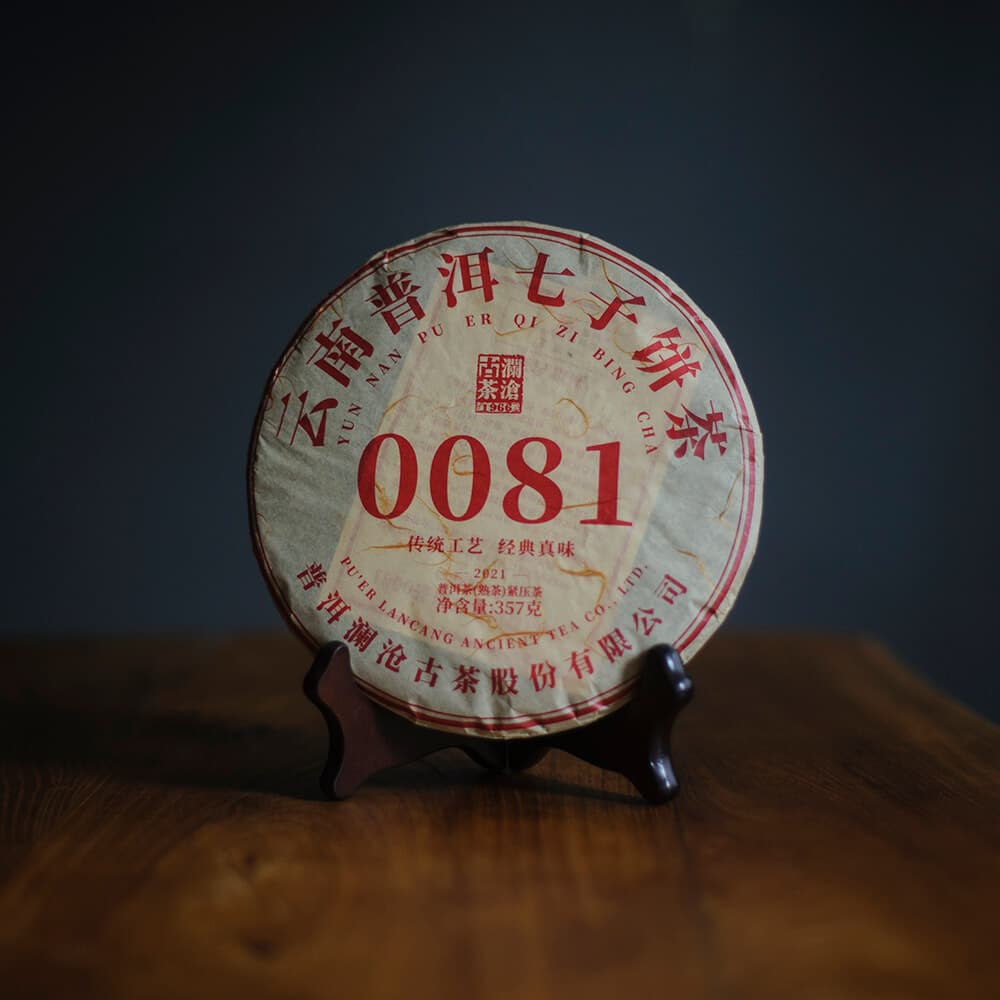 云南普洱七子饼茶
YUN NAN PU ER QI ZI BING CHA
澜沧
古茶
0081
传统工艺 经典真味
2021
普洱茶(熟茶)紧压茶
净含量:357克
PU'ER LANCANG ANCIENT TEA CO., LTD.
普洱澜沧古茶股份有限公司